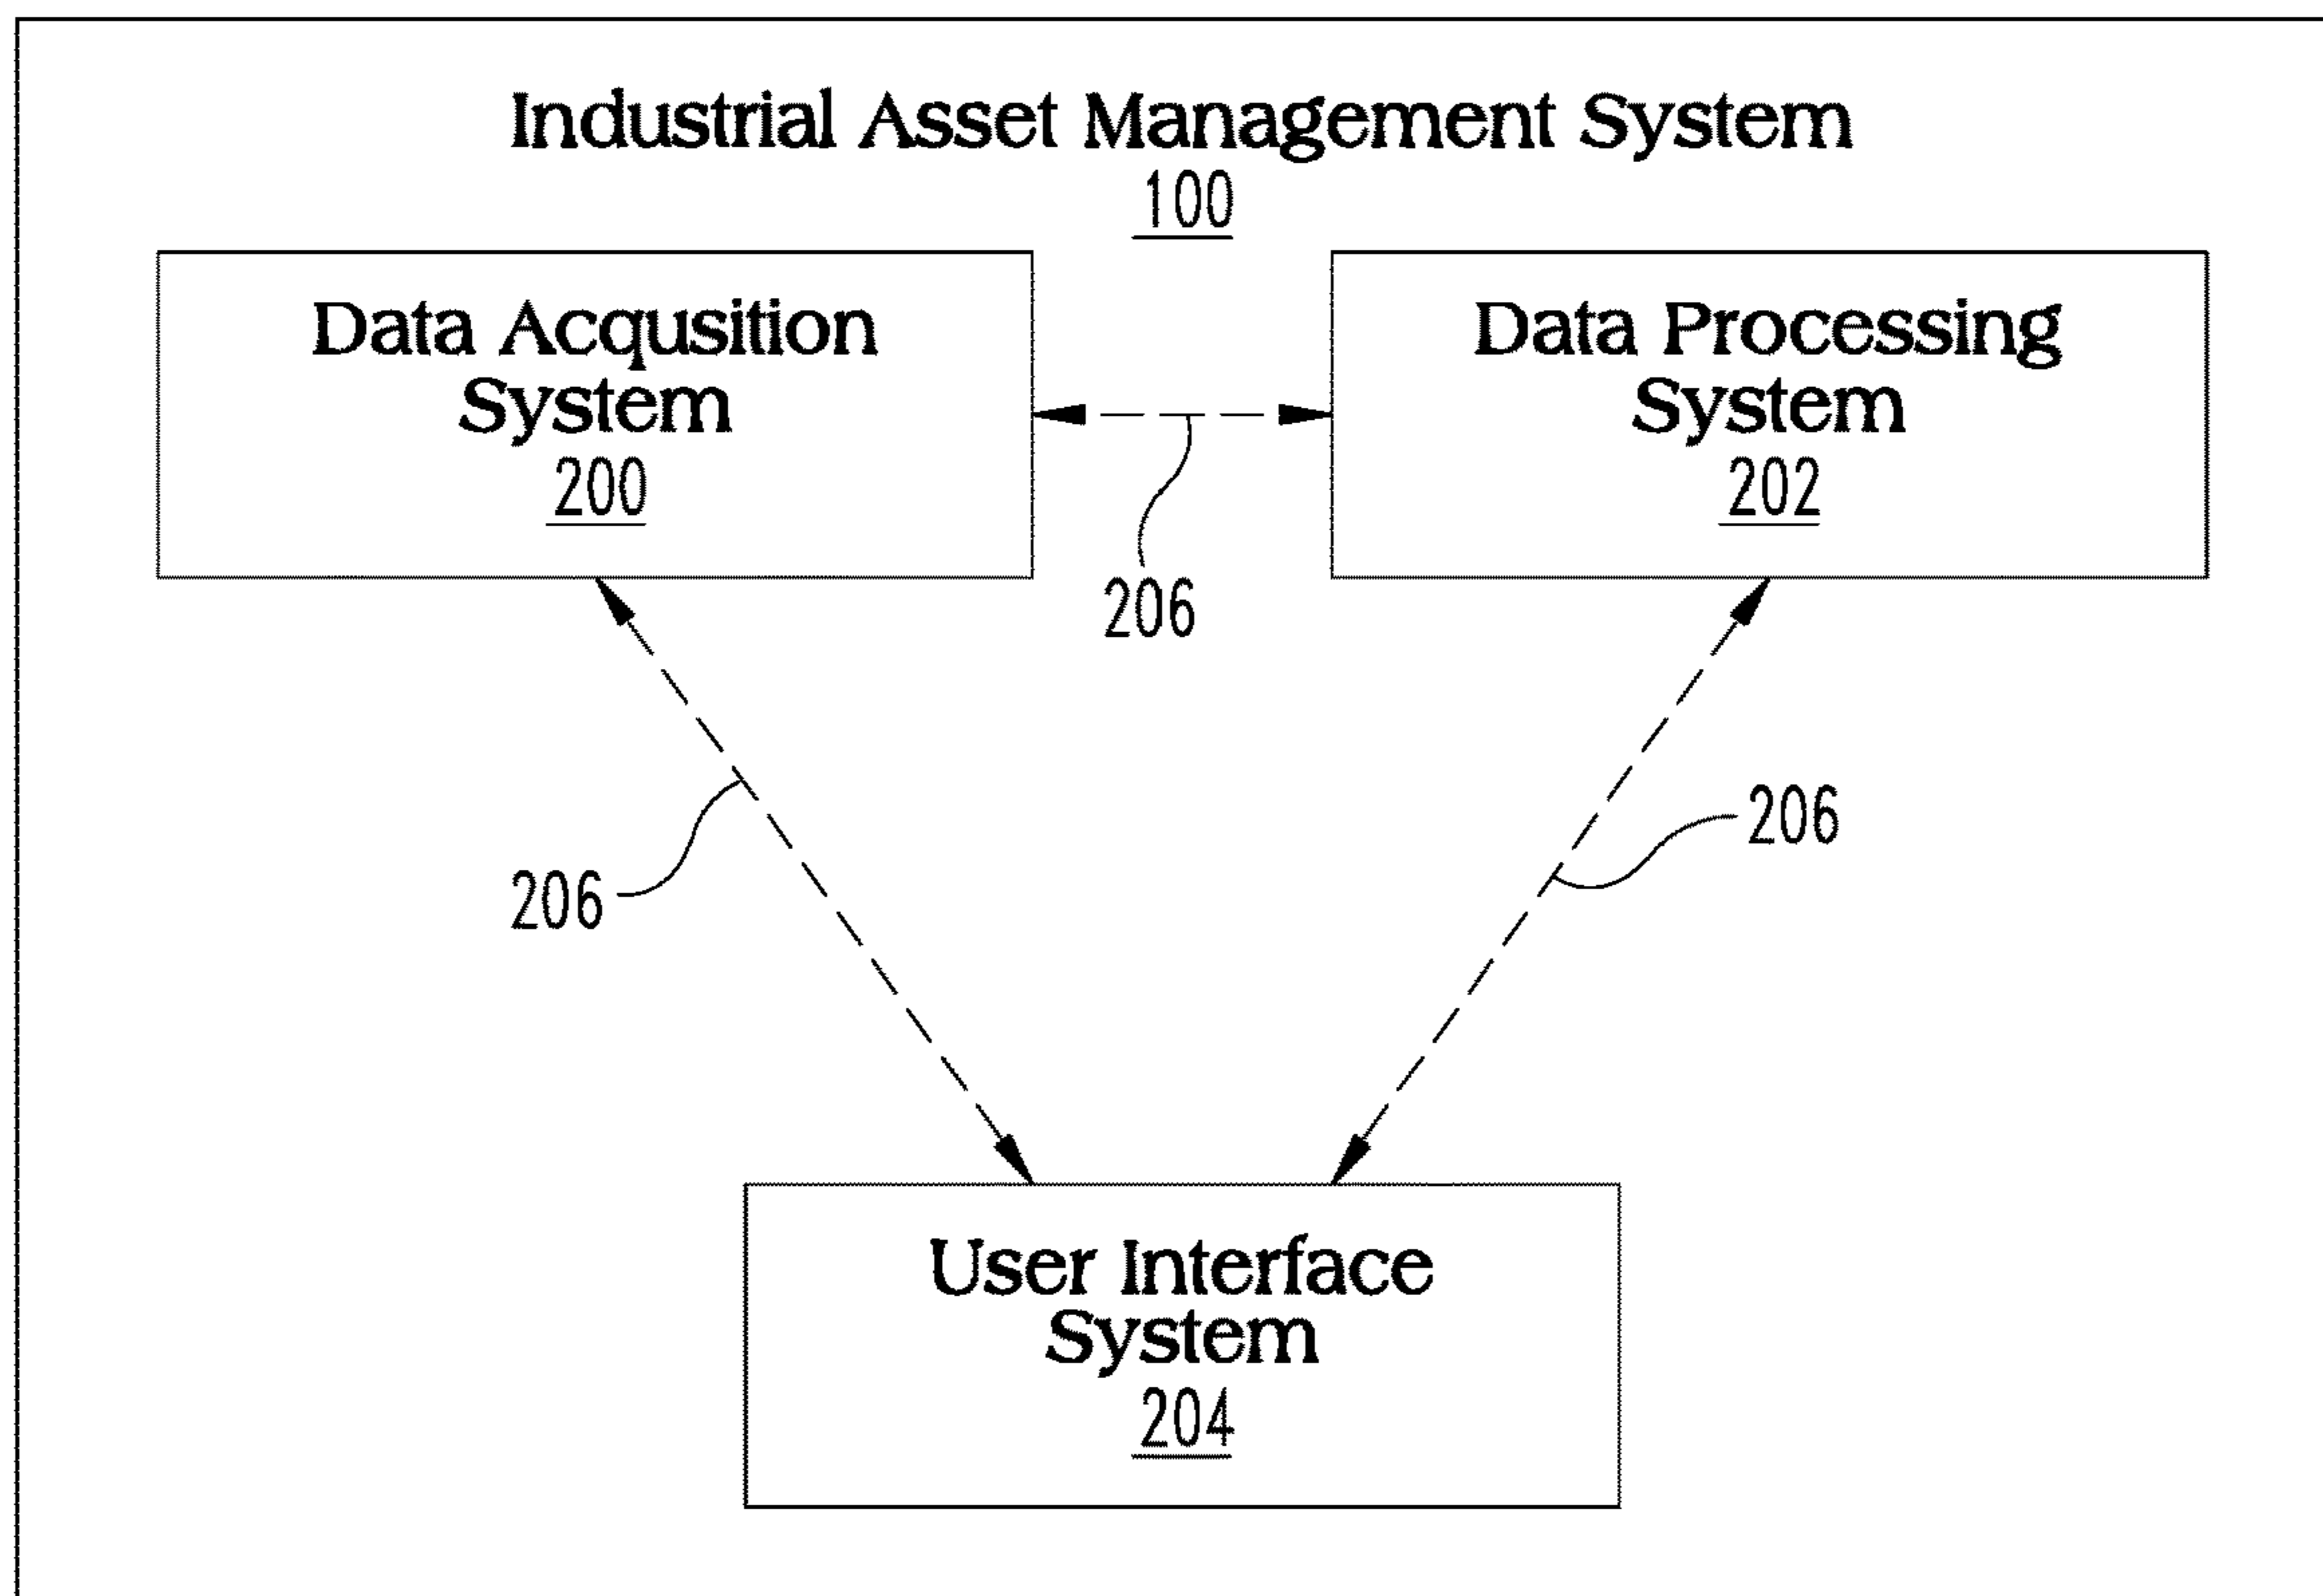 Industrial Asset Management System
100
Data Acqusition
System
200
Data Processing
System
202
206
206
206
User Interface
System
204